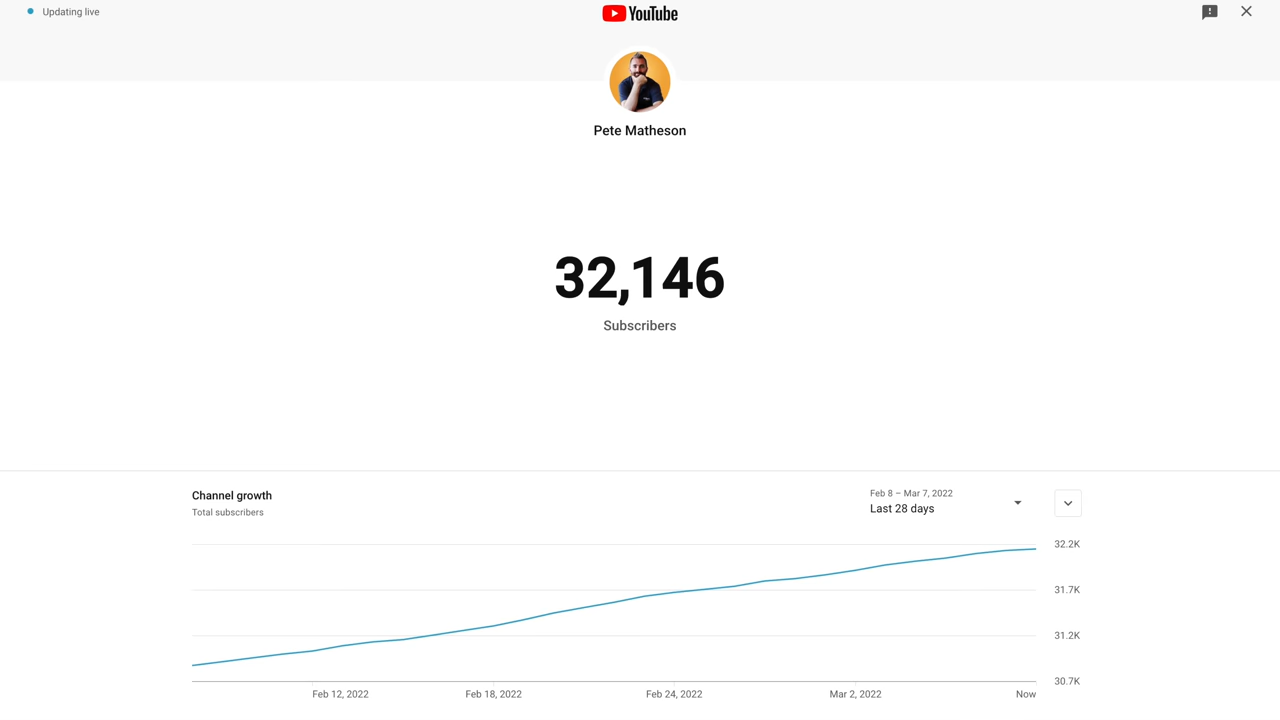 Updating live
YouTube
Pete Matheson
32,146
Subscribers
Channel growth
Total subscribers
Feb 8 – Mar 7, 2022
Last 28 days
32.2K
31.7K
31.2K
30.7K
Feb 12, 2022
Feb 18, 2022
Feb 24, 2022
Mar 2, 2022
Now